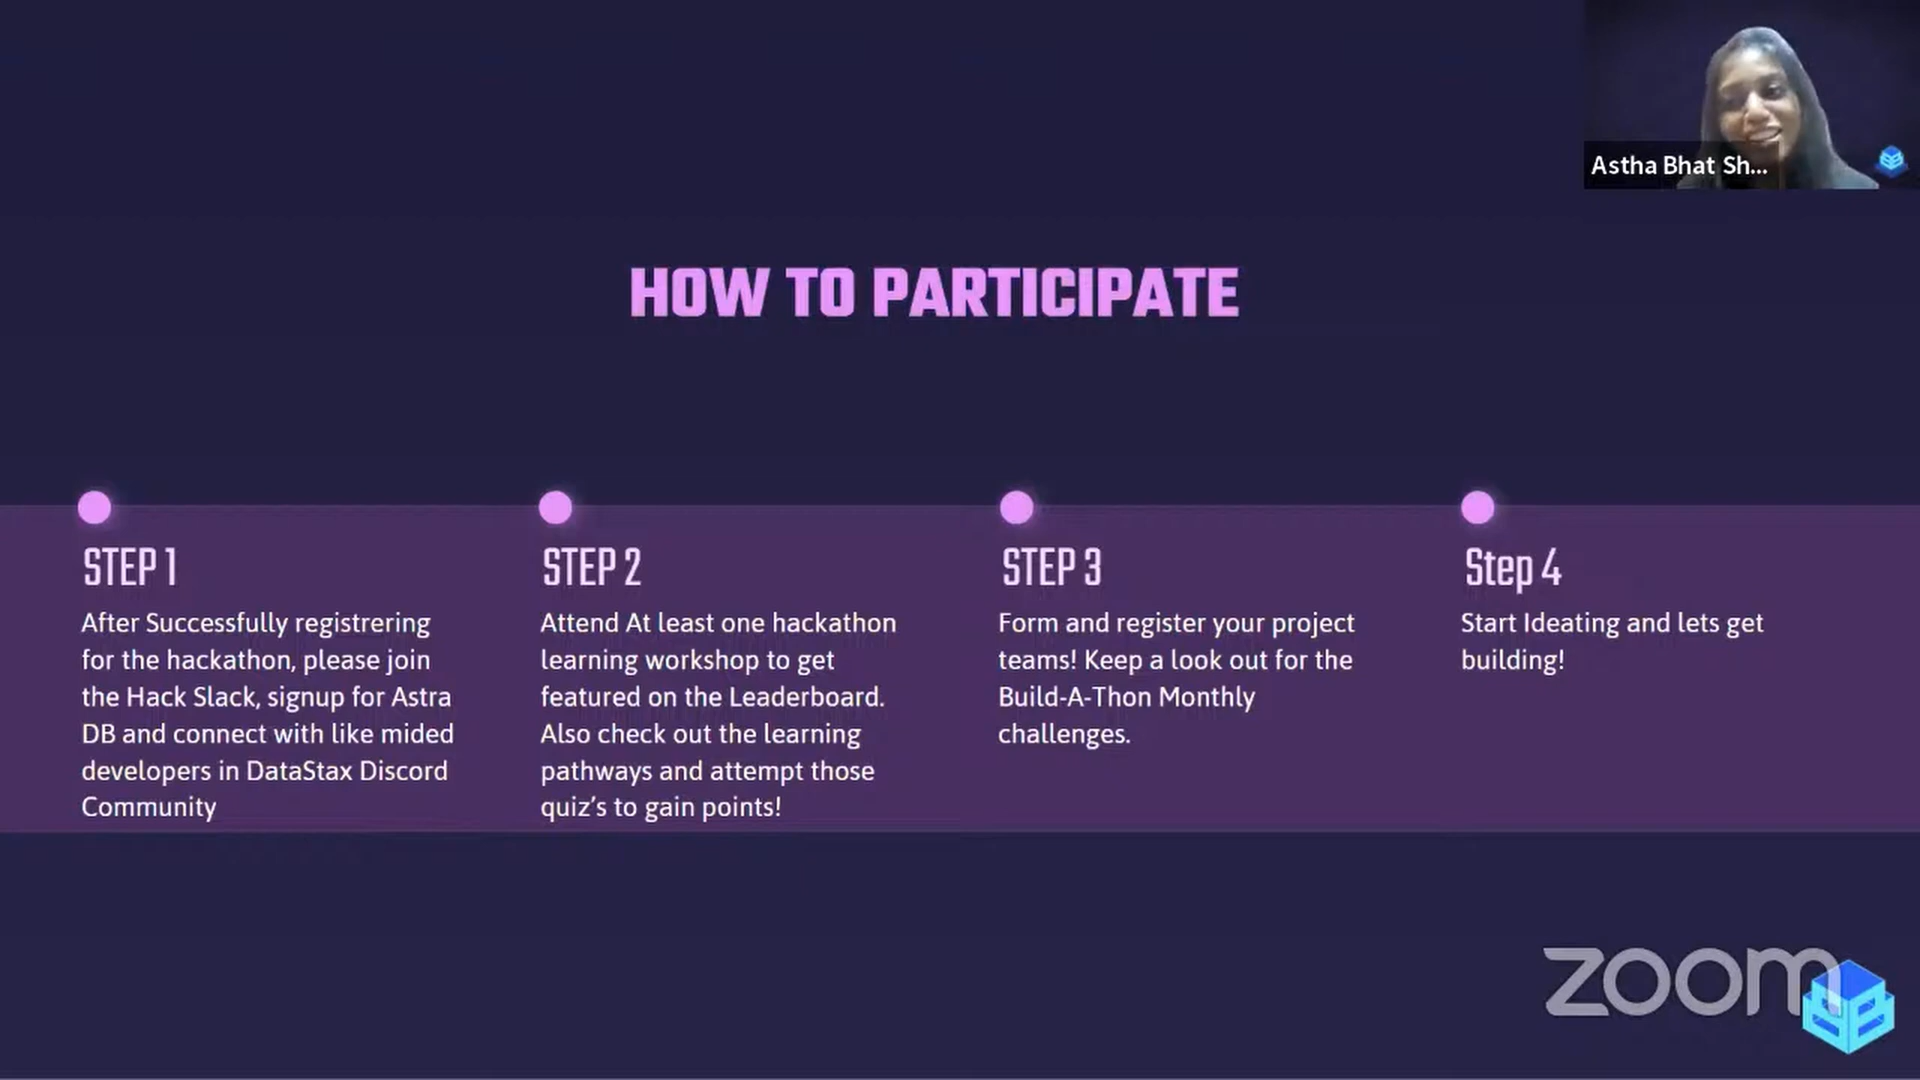 Astha Bhat Sh...
HOW TO PARTICIPATE
STEP 1
After Successfully registrering
for the hackathon, please join
the Hack Slack, signup for Astra
DB and connect with like mided
developers in DataStax Discord
Community
STEP 2
Attend At least one hackathon
learning workshop to get
featured on the Leaderboard.
Also check out the learning
pathways and attempt those
quiz’s to gain points!
STEP 3
Form and register your project
teams! Keep a look out for the
Build-A-Thon Monthly
challenges.
Step 4
Start Ideating and lets get
building!
zoom